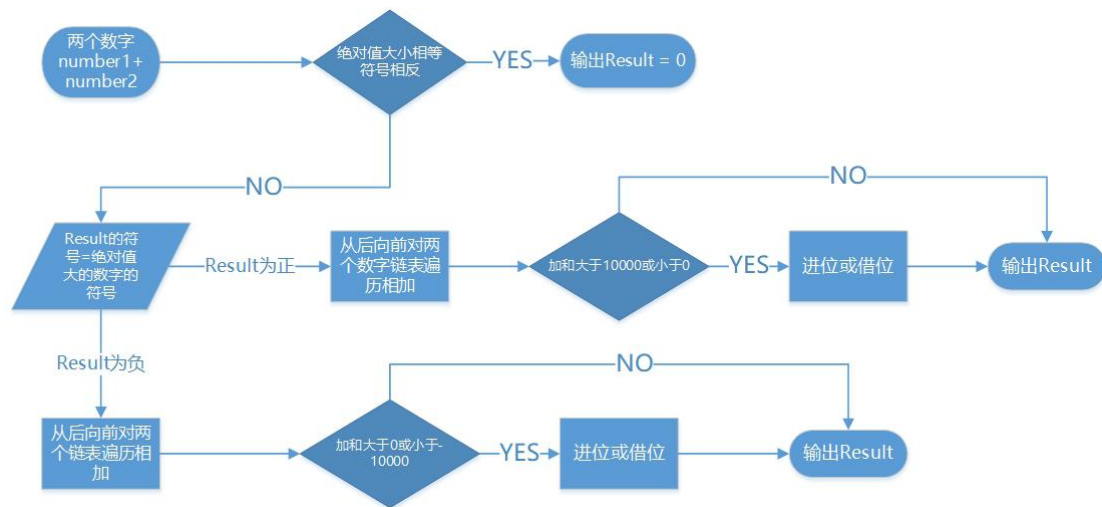 两个数字
number1+
number2
绝对值大小相等
符号相反
YES
输出Result = 0
NO
NO
Result的符
号=绝对值
大的数字的
符号
Result为正
从后向前对两
个数字链表遍
历相加
加和大于10000或小于0
YES
进位或借位
输出Result
Result为负
NO
从后向前对两
个链表遍历相
加
加和大于0或小于-
10000
YES
进位或借位
输出Result